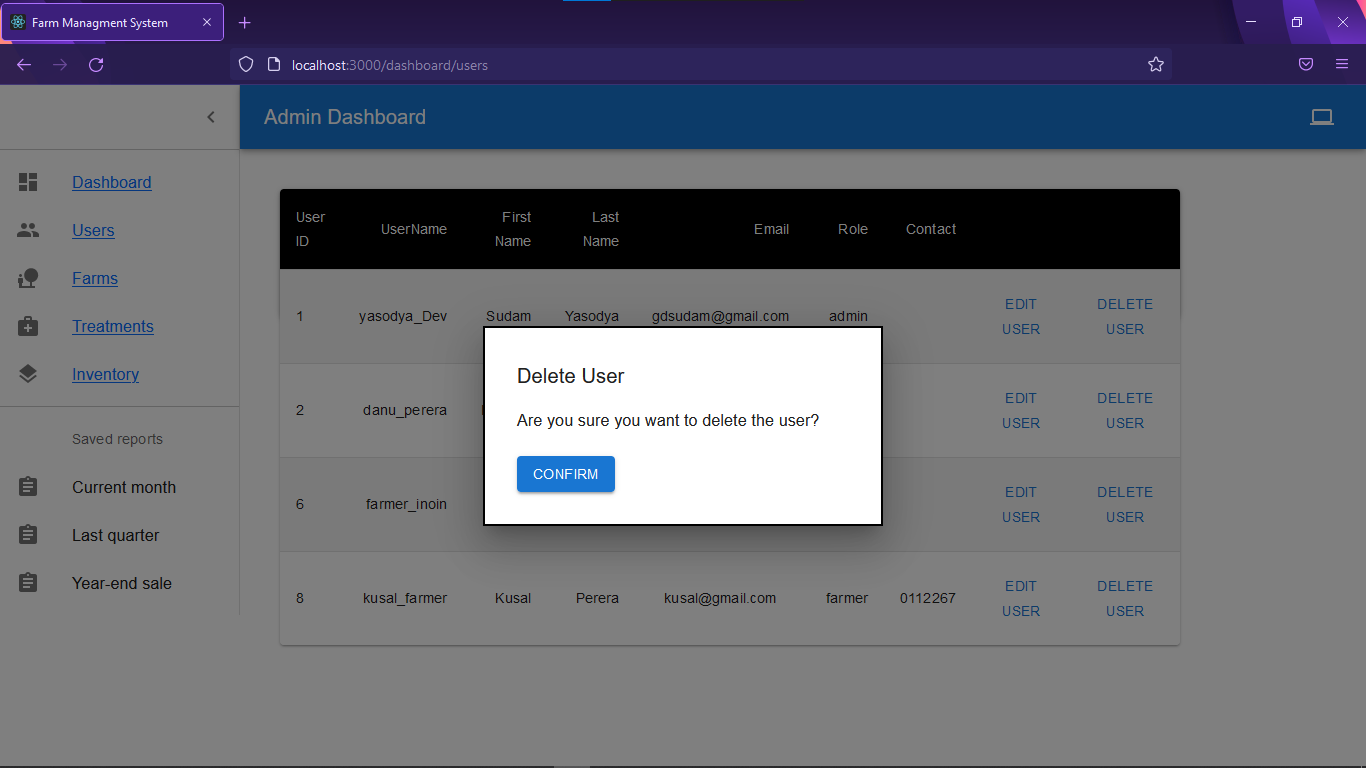 Farm Managment System
localhost:3000/dashboard/users
Admin Dashboard
Dashboard
Users
Farms
Treatments
Inventory
Saved reports
Current month
Last quarter
Year-end sale
User ID UserName First Name Last Name Email Role Contact
1 yasodya_Dev Sudam Yasodya gdsudam@gmail.com admin EDIT USER DELETE USER
2 danu_perera EDIT USER DELETE USER
6 farmer_inoin EDIT USER DELETE USER
8 kusal_farmer Kusal Perera kusal@gmail.com farmer 0112267 EDIT USER DELETE USER
Delete User
Are you sure you want to delete the user?
CONFIRM